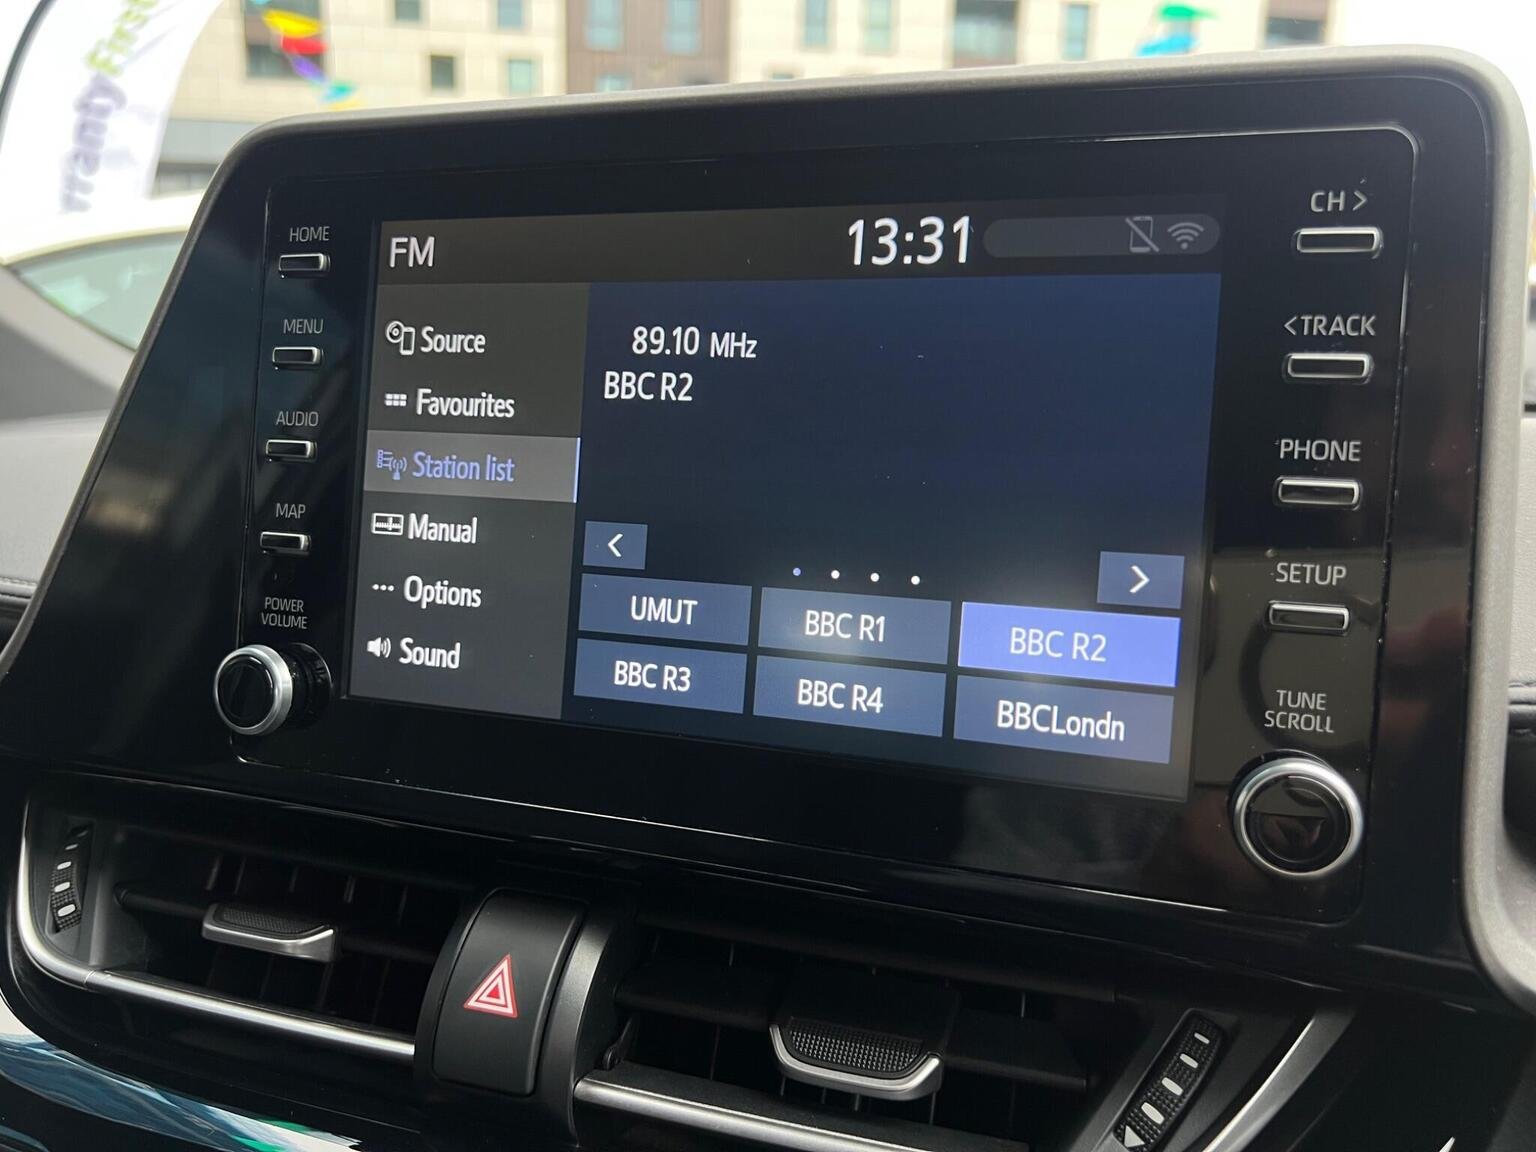 HOME
MENU
AUDIO
MAP
POWER
VOLUME
FM
13:31
Source
Favourites
Station list
Manual
Options
Sound
89.10 MHz
BBC R2
<
>
UMUT
BBC R1
BBC R2
BBC R3
BBC R4
BBCLondn
CH >
<TRACK
PHONE
SETUP
TUNE
SCROLL